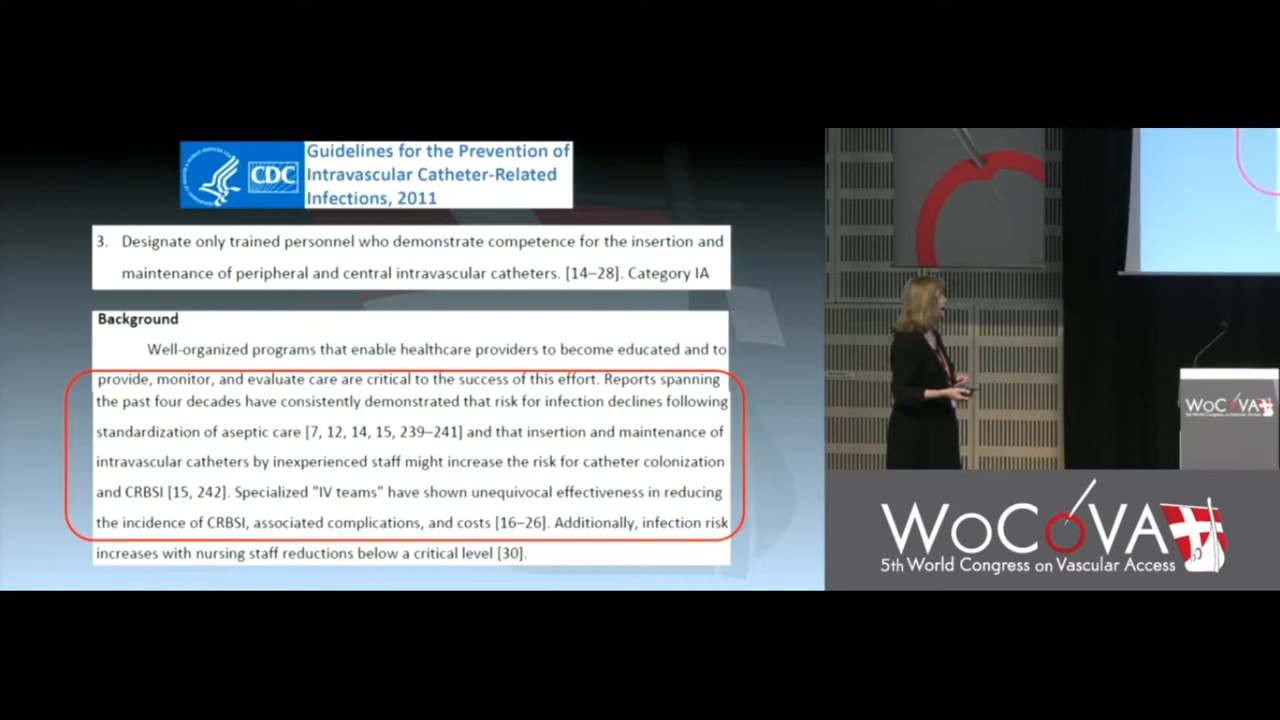 CDC
Guidelines for the Prevention of
Intravascular Catheter-Related
Infections, 2011
3. Designate only trained personnel who demonstrate competence for the insertion and
maintenance of peripheral and central intravascular catheters. [14–28]. Category IA
Background
Well-organized programs that enable healthcare providers to become educated and to
provide, monitor, and evaluate care are critical to the success of this effort. Reports spanning
the past four decades have consistently demonstrated that risk for infection declines following
standardization of aseptic care [7, 12, 14, 15, 239–241] and that insertion and maintenance of
intravascular catheters by inexperienced staff might increase the risk for catheter colonization
and CRBSI [15, 242]. Specialized "IV teams" have shown unequivocal effectiveness in reducing
the incidence of CRBSI, associated complications, and costs [16–26]. Additionally, infection risk
increases with nursing staff reductions below a critical level [30].
WoCoVA
5th World Congress on Vascular Access
WoCoVA
5th World Congress on Vascular Access